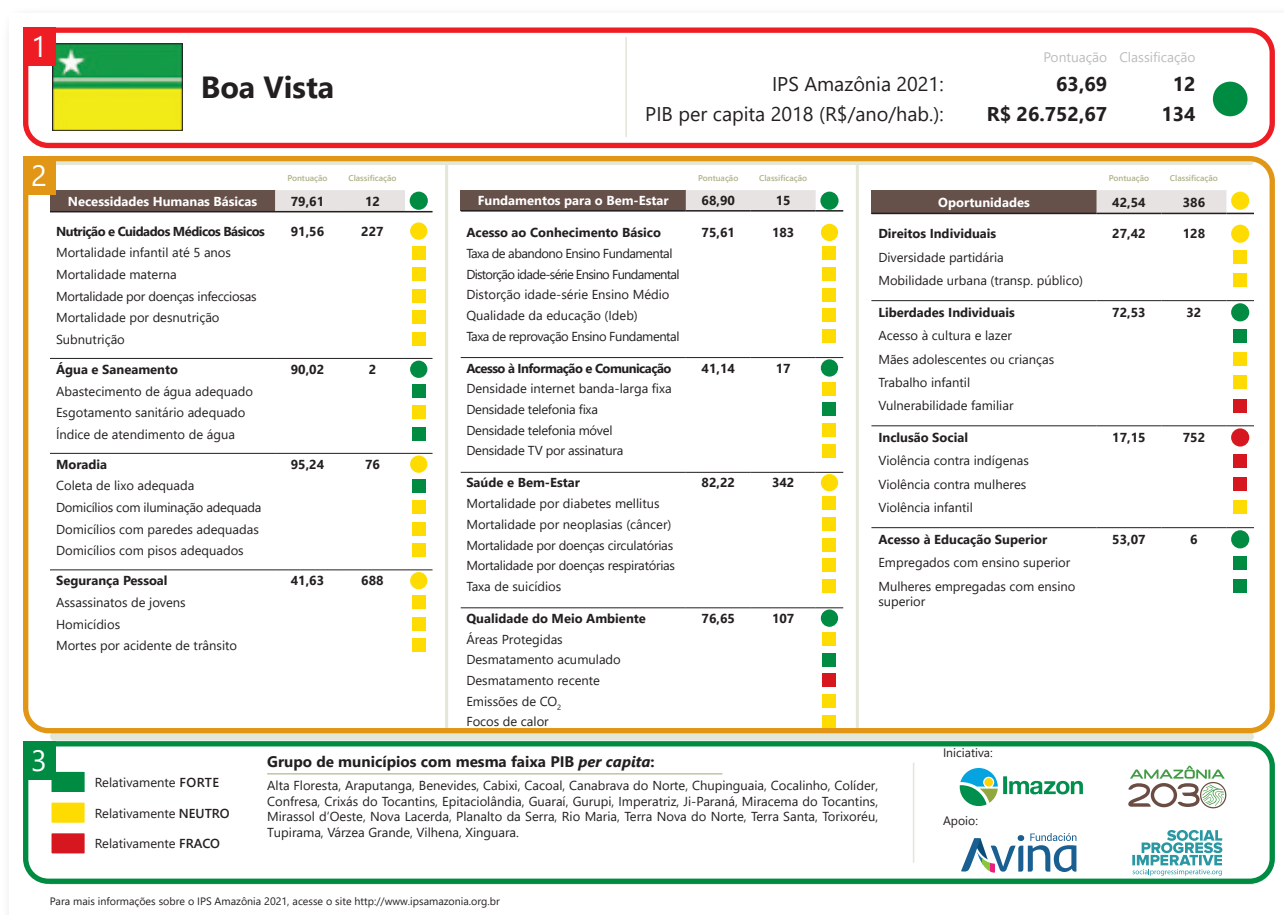 1
Boa Vista
Pontuação Classificação
IPS Amazônia 2021: 63,69 12
PIB per capita 2018 (R$/ano/hab.): R$ 26.752,67 134
2
Pontuação Classificação
Necessidades Humanas Básicas 79,61 12
Nutrição e Cuidados Médicos Básicos 91,56 227
Mortalidade infantil até 5 anos
Mortalidade materna
Mortalidade por doenças infecciosas
Mortalidade por desnutrição
Subnutrição
Água e Saneamento 90,02 2
Abastecimento de água adequado
Esgotamento sanitário adequado
Índice de atendimento de água
Moradia 95,24 76
Coleta de lixo adequada
Domicílios com iluminação adequada
Domicílios com paredes adequadas
Domicílios com pisos adequados
Segurança Pessoal 41,63 688
Assassinatos de jovens
Homicídios
Mortes por acidente de trânsito
Pontuação Classificação
Fundamentos para o Bem-Estar 68,90 15
Acesso ao Conhecimento Básico 75,61 183
Taxa de abandono Ensino Fundamental
Distorção idade-série Ensino Fundamental
Distorção idade-série Ensino Médio
Qualidade da educação (Ideb)
Taxa de reprovação Ensino Fundamental
Acesso à Informação e Comunicação 41,14 17
Densidade internet banda-larga fixa
Densidade telefonia fixa
Densidade telefonia móvel
Densidade TV por assinatura
Saúde e Bem-Estar 82,22 342
Mortalidade por diabetes mellitus
Mortalidade por neoplasias (câncer)
Mortalidade por doenças circulatórias
Mortalidade por doenças respiratórias
Taxa de suicídios
Qualidade do Meio Ambiente 76,65 107
Áreas Protegidas
Desmatamento acumulado
Desmatamento recente
Emissões de CO₂
Focos de calor
Pontuação Classificação
Oportunidades 42,54 386
Direitos Individuais 27,42 128
Diversidade partidária
Mobilidade urbana (transp. público)
Liberdades Individuais 72,53 32
Acesso à cultura e lazer
Mães adolescentes ou crianças
Trabalho infantil
Vulnerabilidade familiar
Inclusão Social 17,15 752
Violência contra indígenas
Violência contra mulheres
Violência infantil
Acesso à Educação Superior 53,07 6
Empregados com ensino superior
Mulheres empregadas com ensino
superior
3
Relativamente FORTE
Relativamente NEUTRO
Relativamente FRACO
Grupo de municípios com mesma faixa PIB per capita:
Alta Floresta, Araputanga, Benevides, Cabixi, Cacoal, Canabrava do Norte, Chupinguaia, Cocalinho, Colíder,
Confresa, Crixás do Tocantins, Epitaciolândia, Guaraí, Gurupi, Imperatriz, Ji-Paraná, Miracema do Tocantins,
Mirassol d’Oeste, Nova Lacerda, Planalto da Serra, Rio Maria, Terra Nova do Norte, Terra Santa, Torixoréu,
Tupirama, Várzea Grande, Vilhena, Xinguara.
Iniciativa:
Imazon
AMAZÔNIA
2030
Apoio:
Fundación
Avina
SOCIAL
PROGRESS
IMPERATIVE
socialprogressimperative.org
Para mais informações sobre o IPS Amazônia 2021, acesse o site http://www.ipsamazonia.org.br